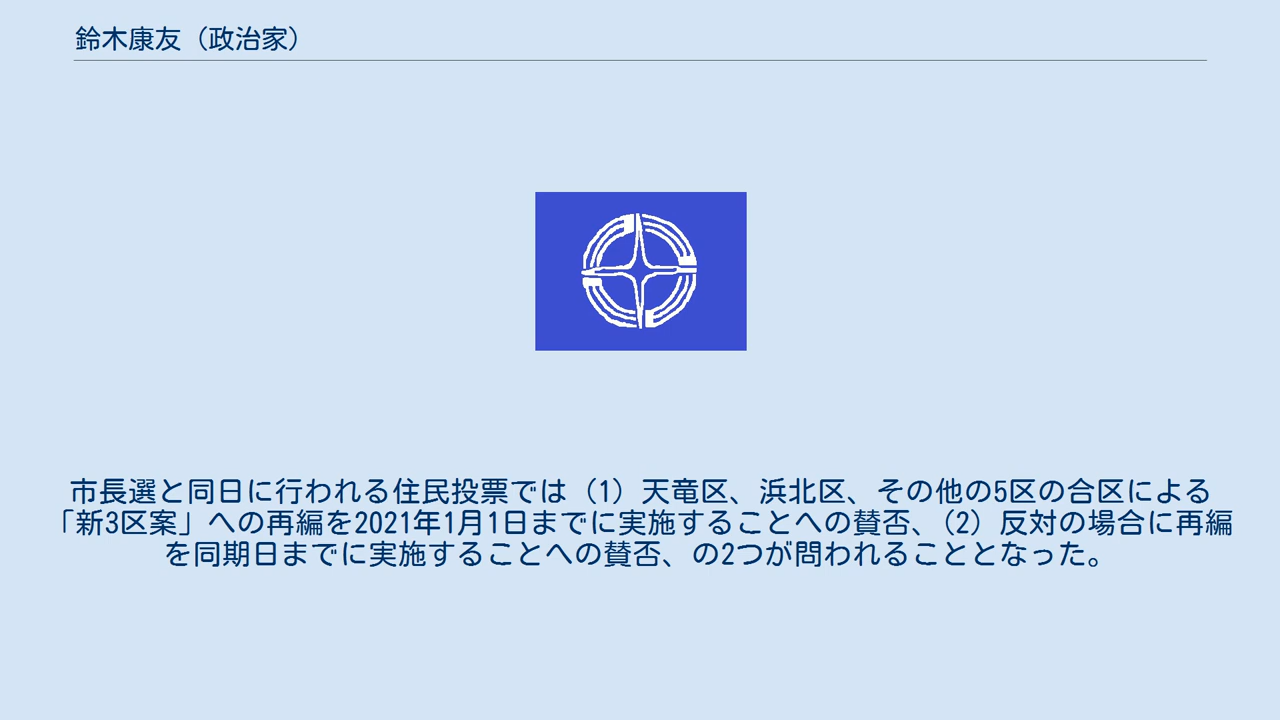 鈴木康友（政治家）
市長選と同日に行われる住民投票では（1）天竜区、浜北区、その他の5区の合区による
「新3区案」への再編を2021年1月1日までに実施することへの賛否、（2）反対の場合に再編
を同期日までに実施することへの賛否、の2つが問われることとなった。